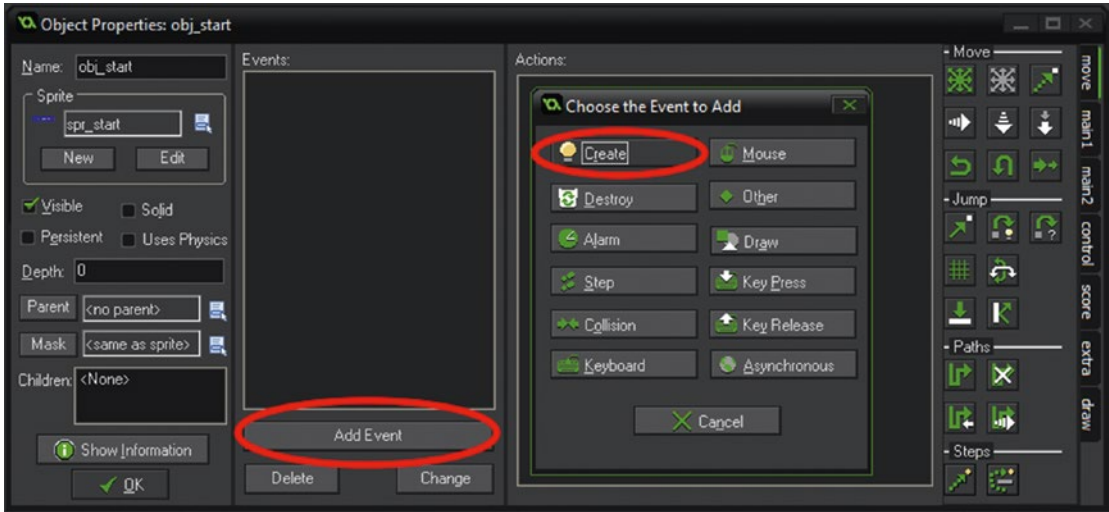 Object Properties: obj_start
Name: obj_start
Sprite
spr_start
New Edit
Visible Solid
Persistent Uses Physics
Depth: 0
Parent <no parent>
Mask <same as sprite>
Children: <None>
Show Information
OK
Events:
Add Event
Delete Change
Actions:
Choose the Event to Add
Create Mouse
Destroy Other
Alarm Draw
Step Key Press
Collision Key Release
Keyboard Asynchronous
Cancel
Move
Jump
Paths
Steps
move
main1
main2
control
score
extra
draw